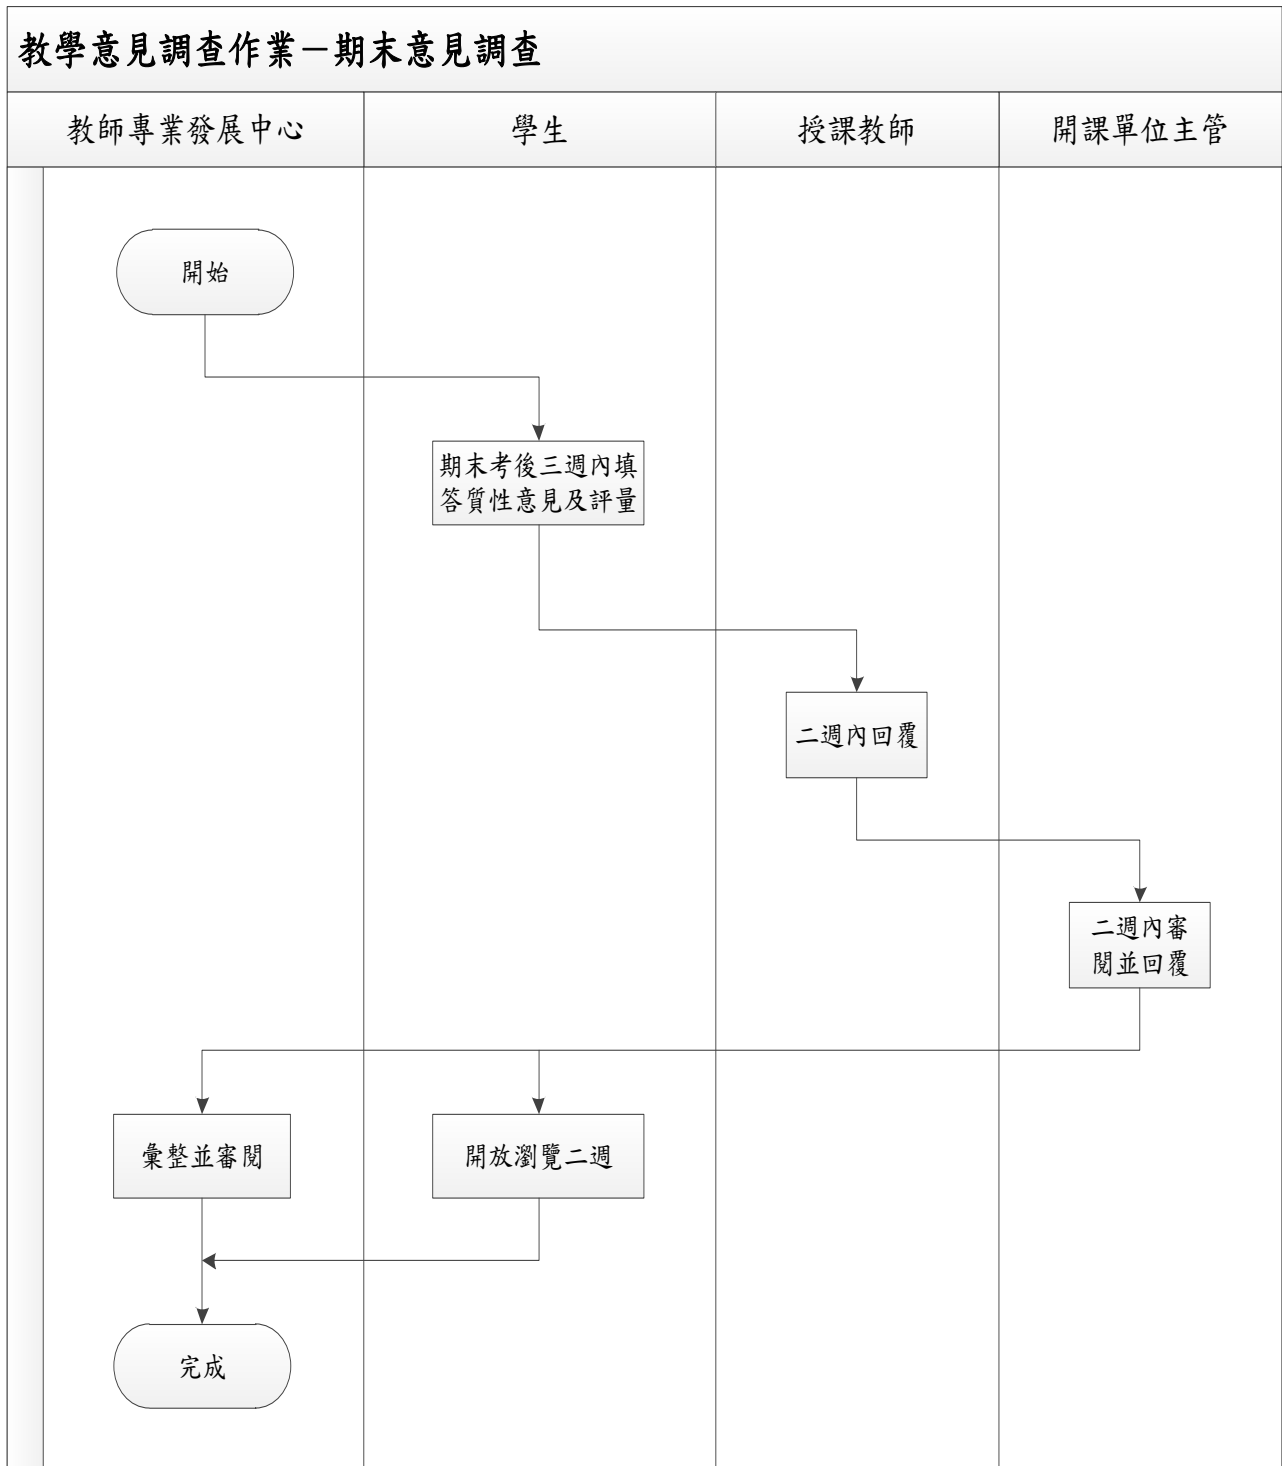 教學意見調查作業－期末意見調查
教師專業發展中心
學生
授課教師
開課單位主管
開始
期末考後三週內填
答質性意見及評量
二週內回覆
二週內審
閱並回覆
彙整並審閱
開放瀏覽二週
完成